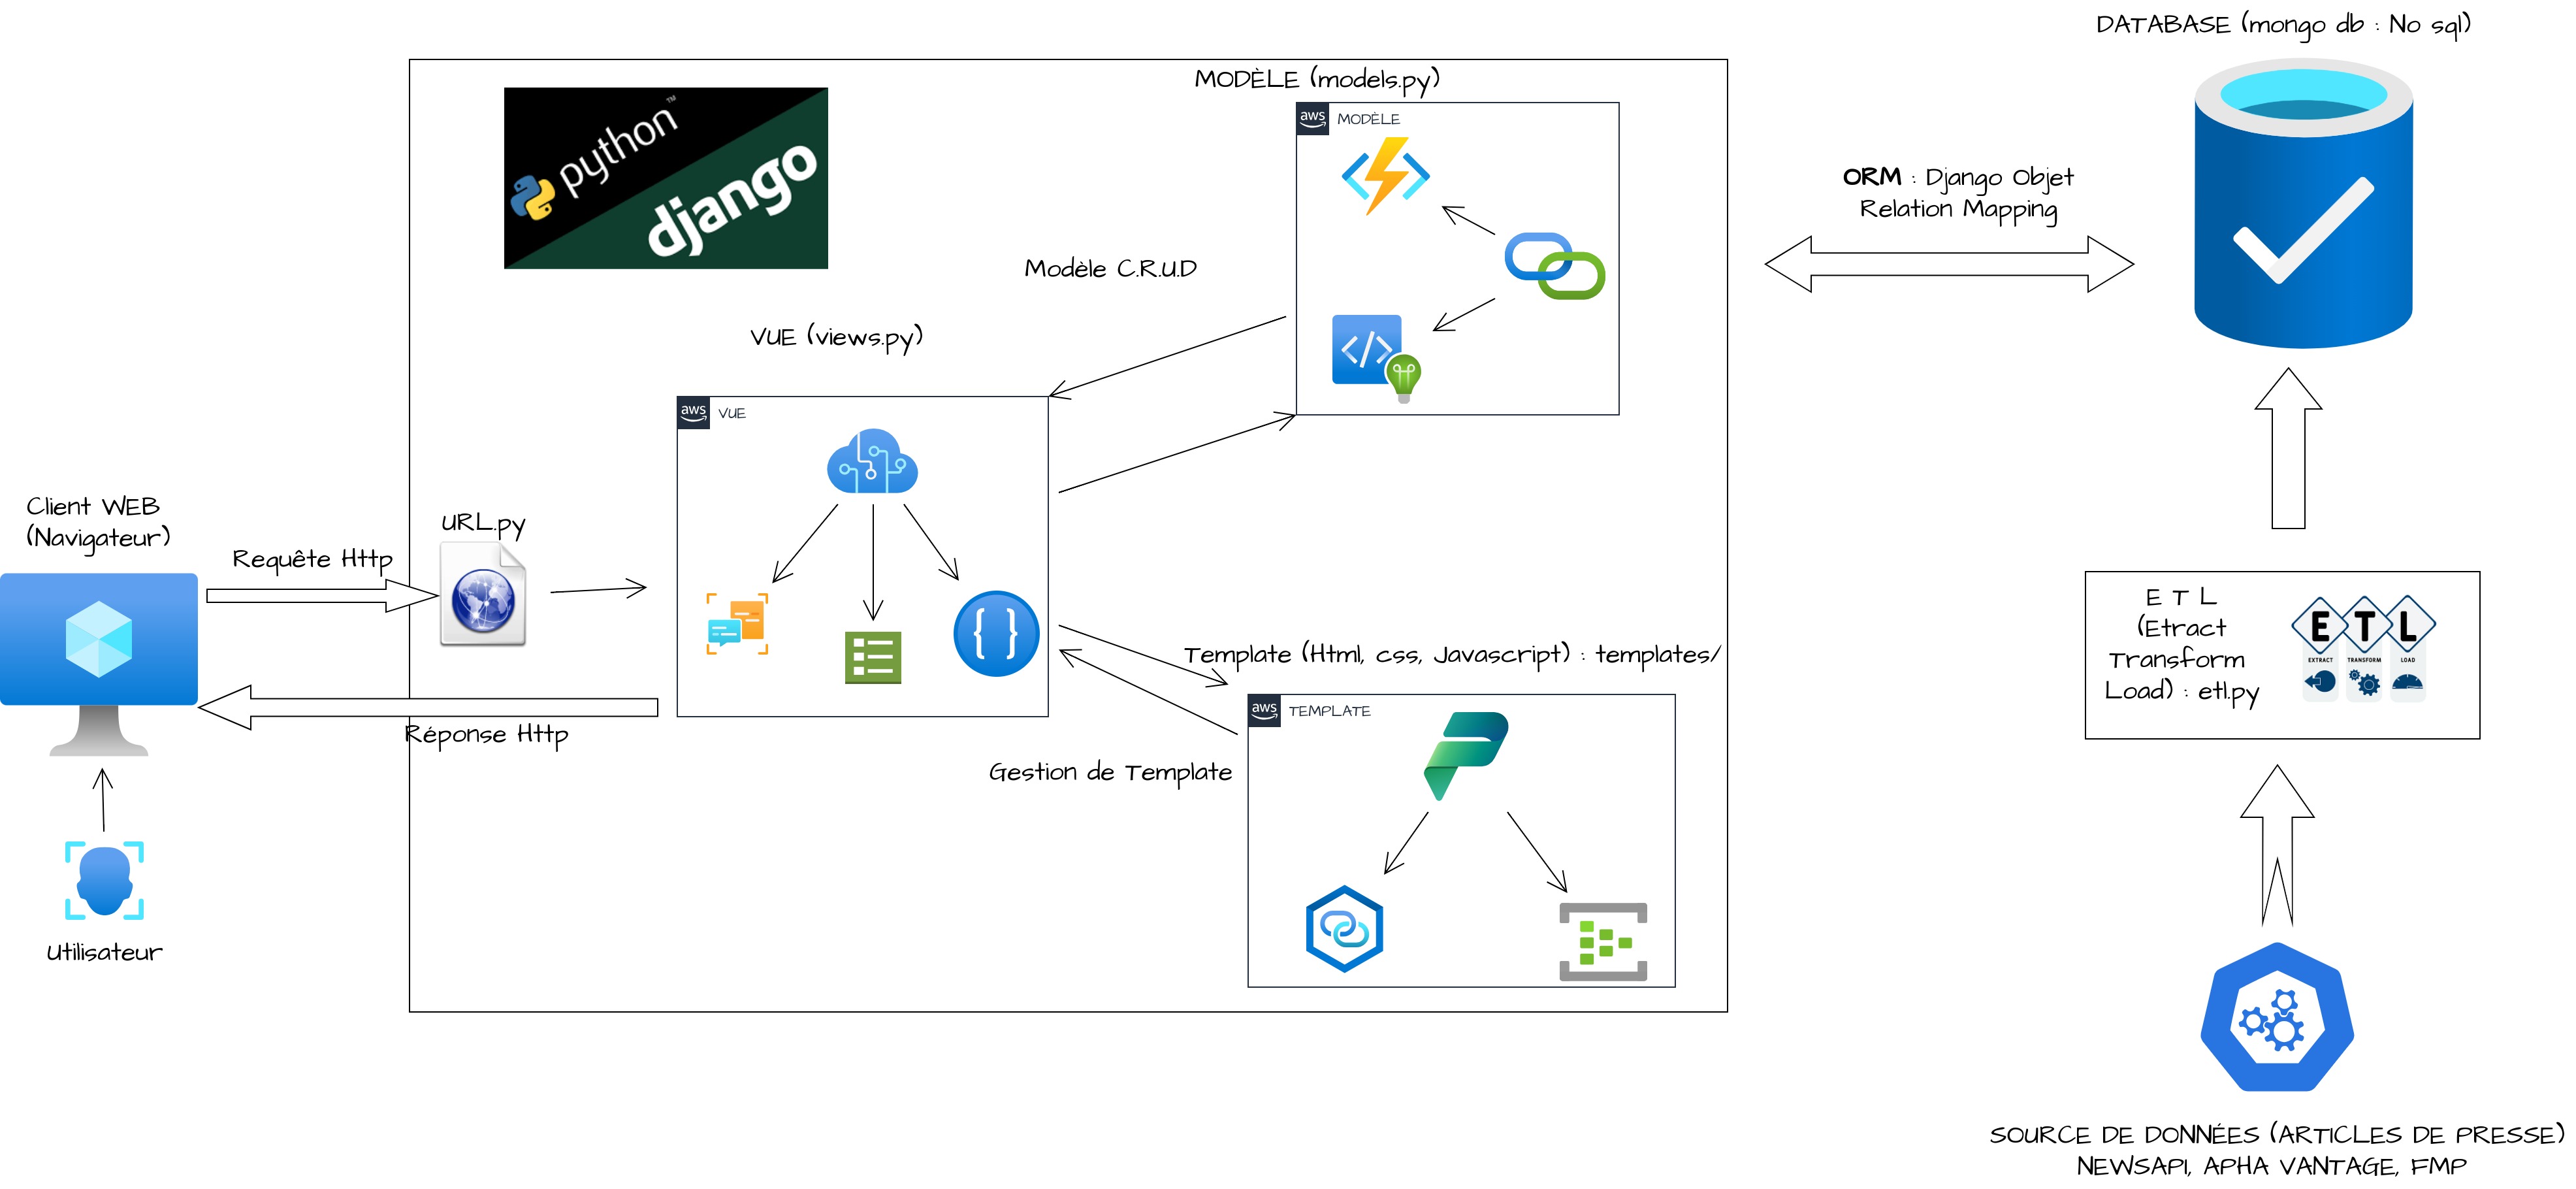 DATABASE (mongo db : No sql)
MODÈLE (models.py)
python™
django
aws
MODÈLE
ORM : Django Objet
Relation Mapping
Modèle C.R.U.D
VUE (views.py)
aws
VUE
Client WEB
(Navigateur)
URL.py
Requête Http
Réponse Http
Utilisateur
Template (Html, css, Javascript) : templates/
aws
TEMPLATE
Gestion de Template
E T L
(Etract
Transform
Load) : etl.py
E T L
EXTRACT TRANSFORM LOAD
SOURCE DE DONNÉES (ARTICLES DE PRESSE)
NEWSAPI, APHA VANTAGE, FMP